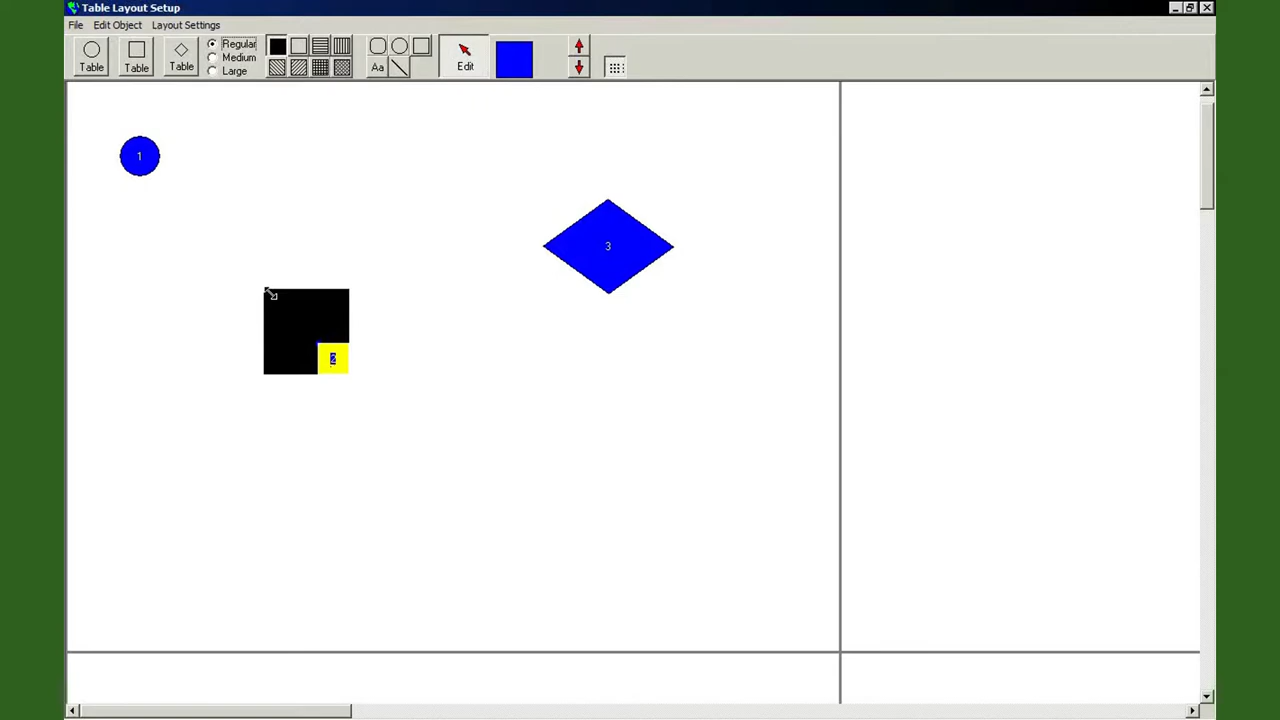 Table Layout Setup
File Edit Object Layout Settings
Table Table Table Regular
Medium
Large
Aa Edit
1
3
2